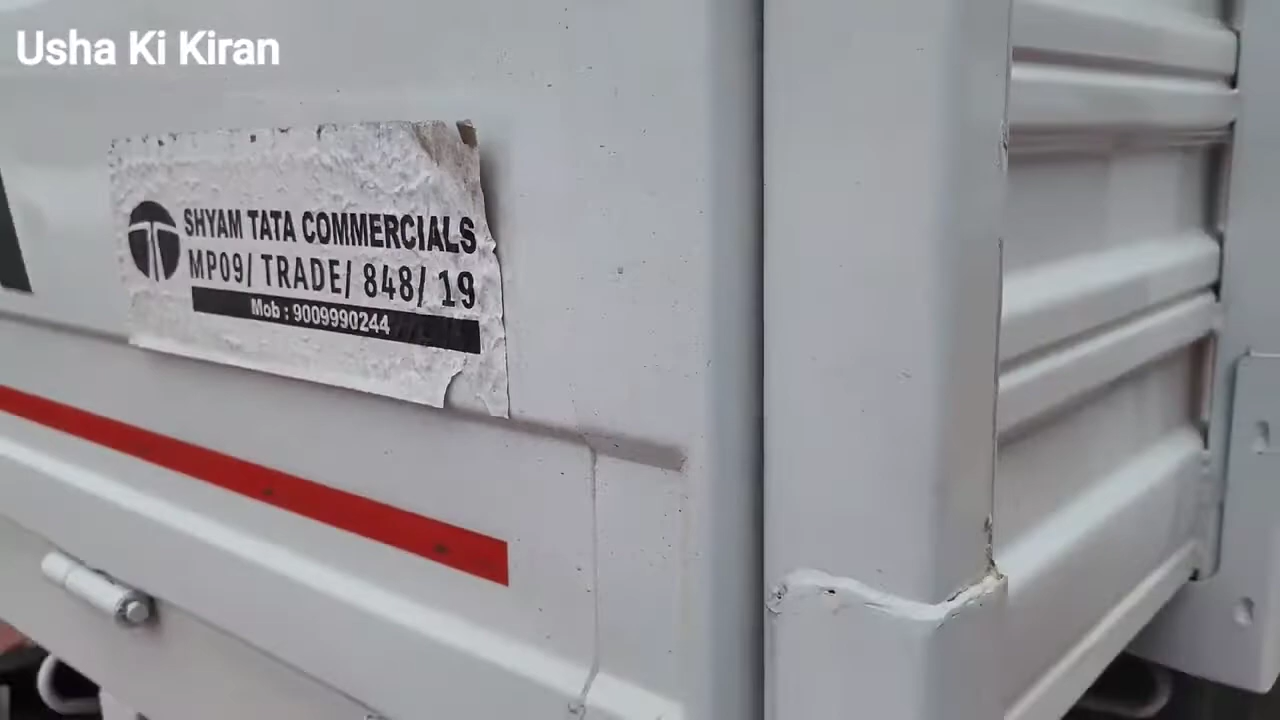 Usha Ki Kiran
SHYAM TATA COMMERCIALS
MP09/ TRADE/ 848/ 19
Mob : 9009990244